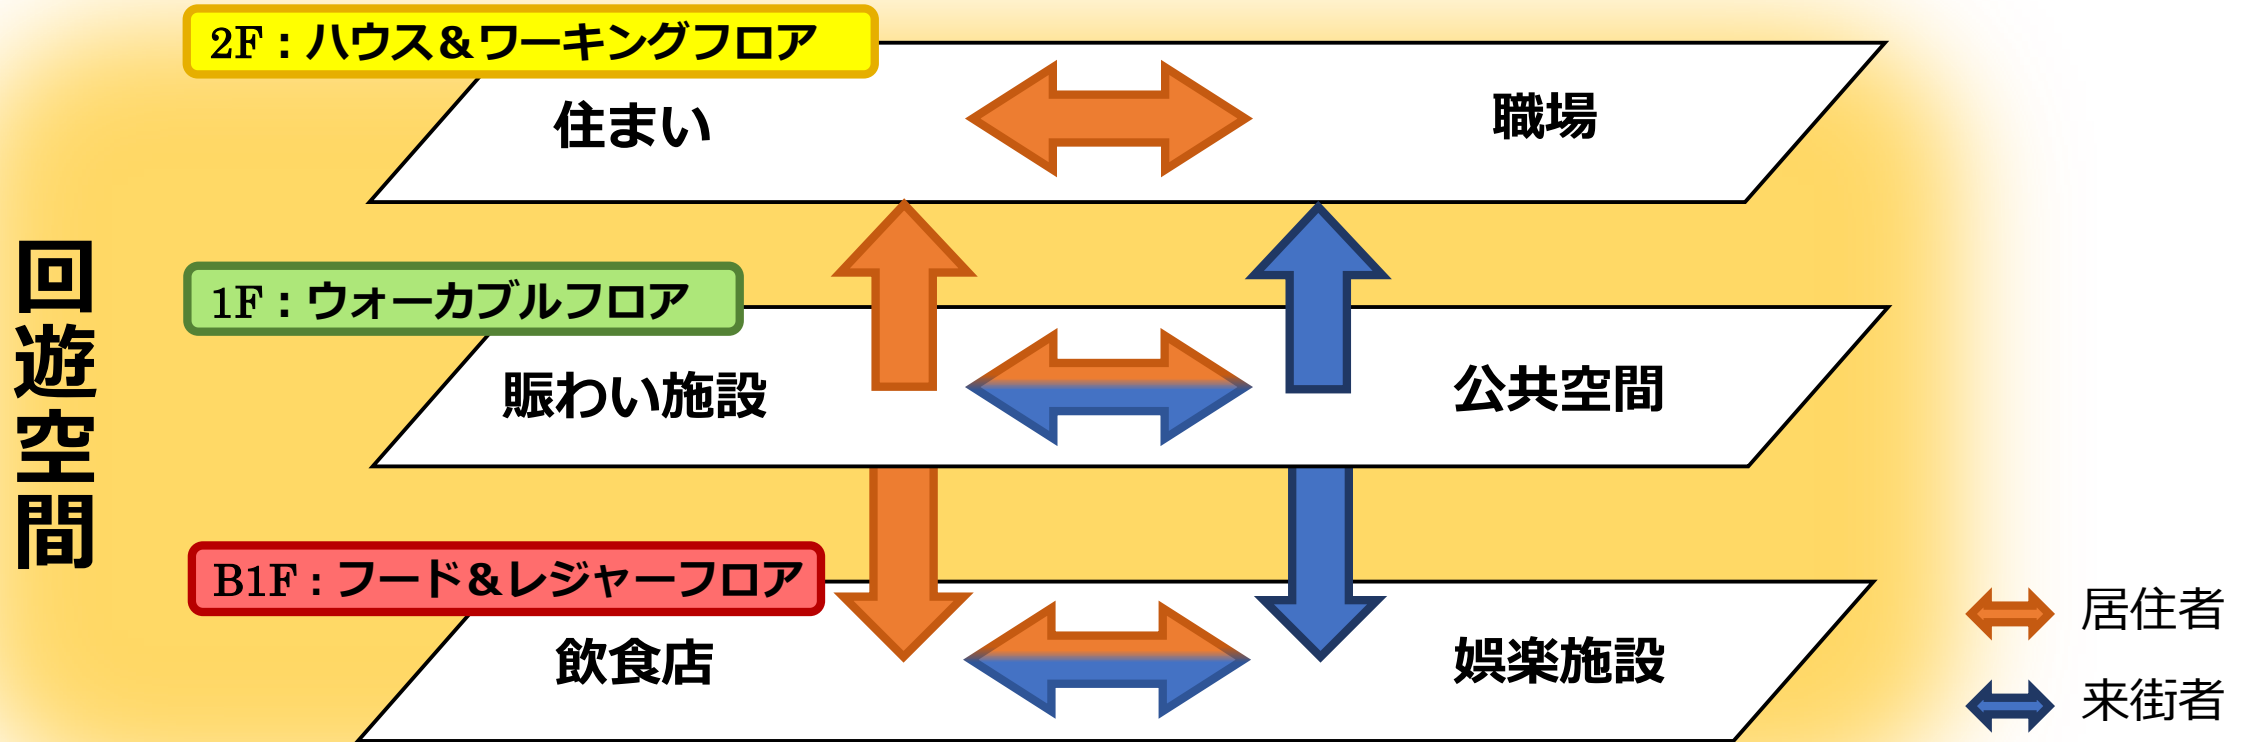 2F：ハウス＆ワーキングフロア
住まい
職場
回遊空間
1F：ウォーカブルフロア
賑わい施設
公共空間
B1F：フード＆レジャーフロア
飲食店
娯楽施設
居住者
来街者